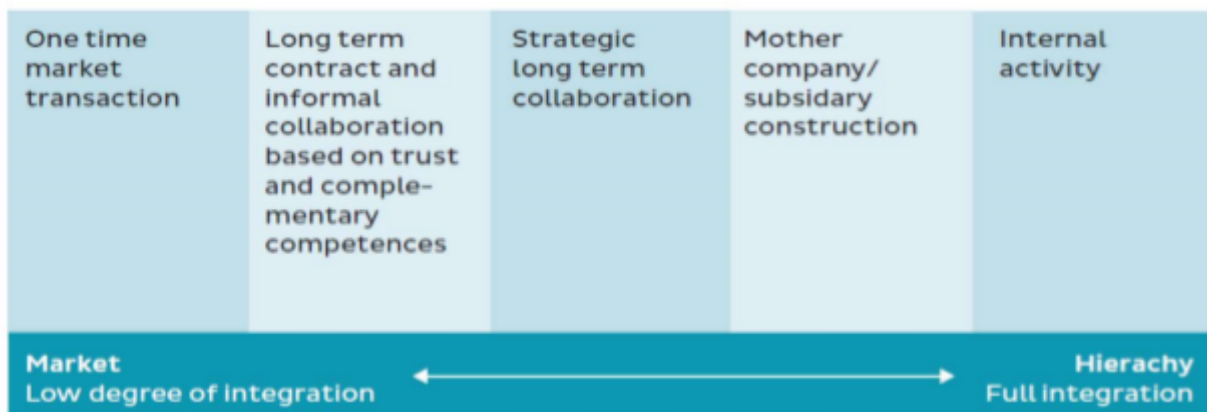 One time
market
transaction
Long term
contract and
informal
collaboration
based on trust
and comple-
mentary
competences
Strategic
long term
collaboration
Mother
company/
subsidary
construction
Internal
activity
Market
Low degree of integration
Hierachy
Full integration